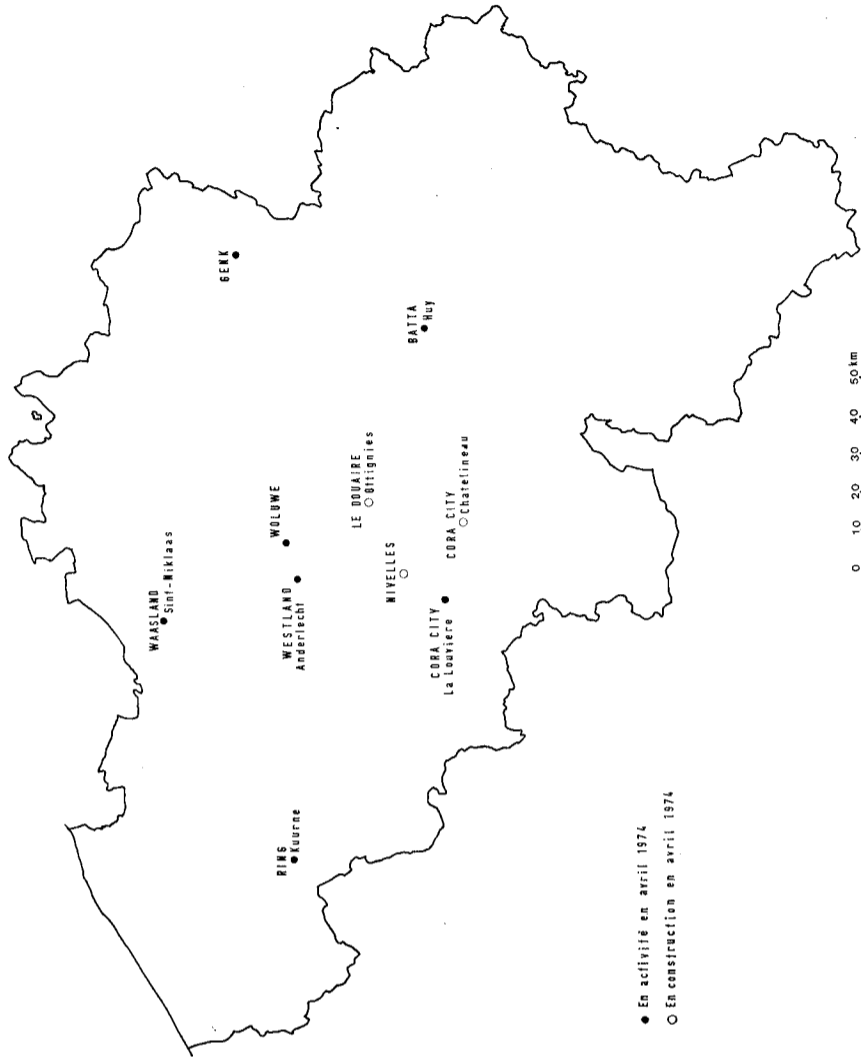 WAASLAND
Sint-Niklaas
GENK
RING
Kuurne
WESTLAND
Anderlecht
WOLUWE
LE DOUAIRE
Ottignies
NIVELLES
BATTA
Huy
CORA CITY
La Louvière
CORA CITY
Chatelineau
En activité en avril 1974
En construction en avril 1974
0 10 20 30 40 50 km